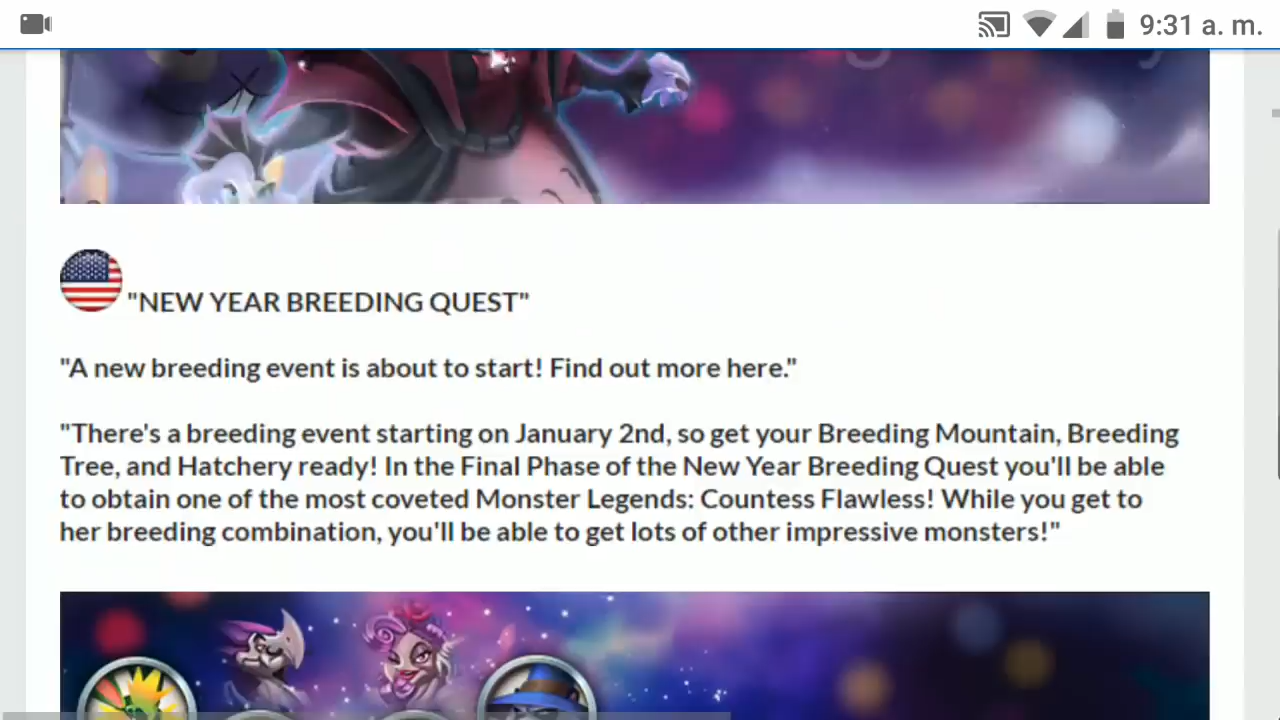 9:31 a. m.
"NEW YEAR BREEDING QUEST"
"A new breeding event is about to start! Find out more here."
"There's a breeding event starting on January 2nd, so get your Breeding Mountain, Breeding
Tree, and Hatchery ready! In the Final Phase of the New Year Breeding Quest you'll be able
to obtain one of the most coveted Monster Legends: Countess Flawless! While you get to
her breeding combination, you'll be able to get lots of other impressive monsters!"